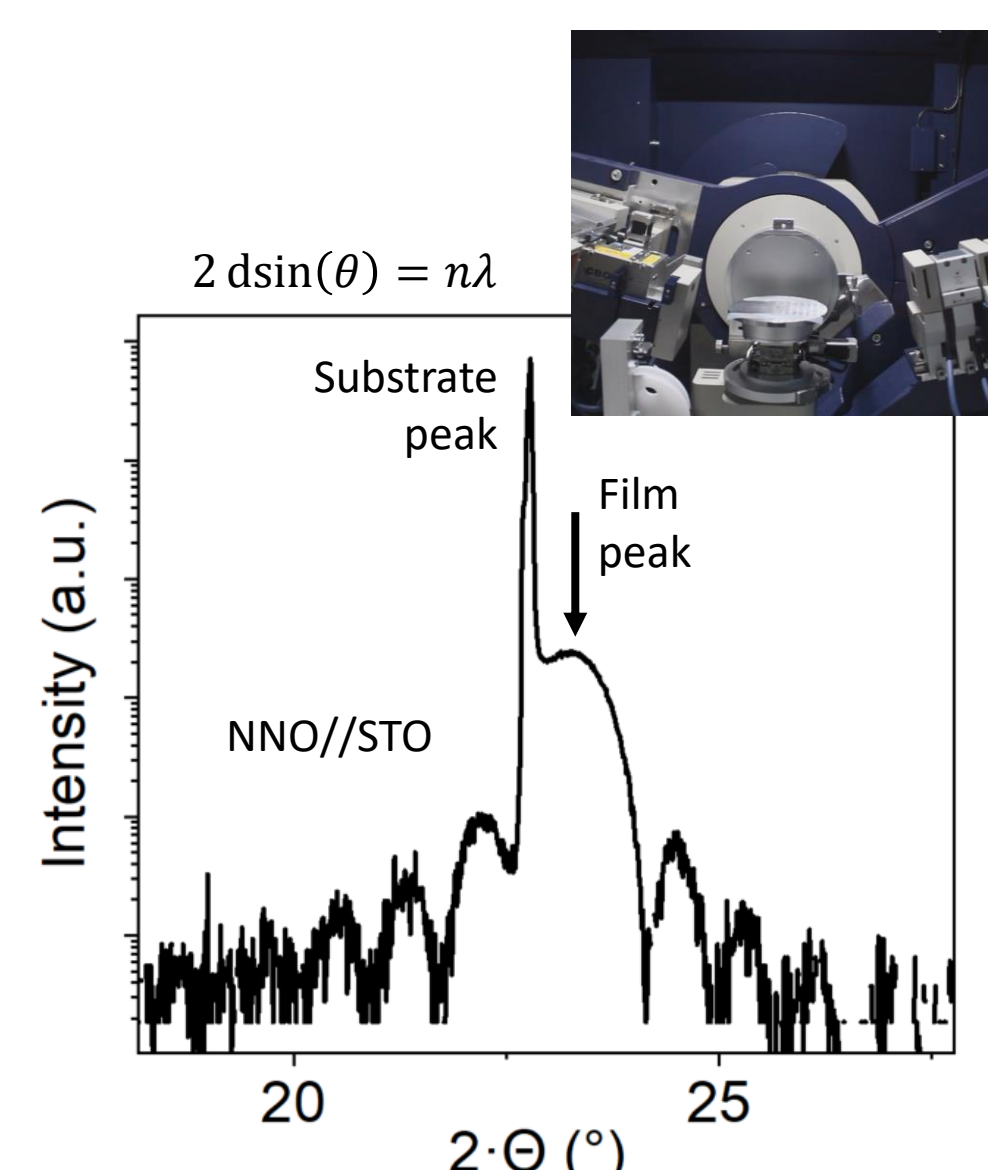 2 dsin(θ) = nλ
Substrate
peak
Film
peak
NNO//STO
Intensity (a.u.)
20
25
2·Θ (°)